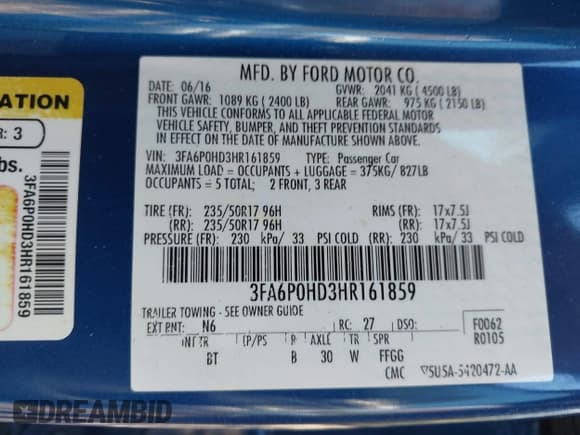 MFD. BY FORD MOTOR CO.
DATE: 06/16 GVWR: 2041 KG ( 4500 LB)
FRONT GAWR: 1089 KG ( 2400 LB) REAR GAWR: 975 KG ( 2150 LB)
THIS VEHICLE CONFORMS TO ALL APPLICABLE FEDERAL MOTOR
VEHICLE SAFETY, BUMPER, AND THEFT PREVENTION STANDARDS
IN EFFECT ON THE DATE OF MANUFACTURE SHOWN ABOVE.
VIN: 3FA6P0HD3HR161859 TYPE: Passenger Car
MAXIMUM LOAD = OCCUPANTS + LUGGAGE = 375KG/ 827LB
OCCUPANTS = 5 TOTAL; 2 FRONT, 3 REAR
TIRE (FR): 235/50R17 96H RIMS (FR): 17x7.5J
(RR): 235/50R17 96H (RR): 17x7.5J
PRESSURE (FR): 230 kPa/ 33 PSI COLD (RR): 230 kPa/ 33 PSI COLD
3FA6P0HD3HR161859
TRAILER TOWING - SEE OWNER GUIDE
EXT PNT: N6 RC: 27 DSO: F0062
R0105
INT TR TP/PS R AXLE TR SPR
BT B 30 W FFGG
CMC 5U5A-5420472-AA
ATION
R: 3
bs.
3FA6P0HD3HR161859
DREAMBID